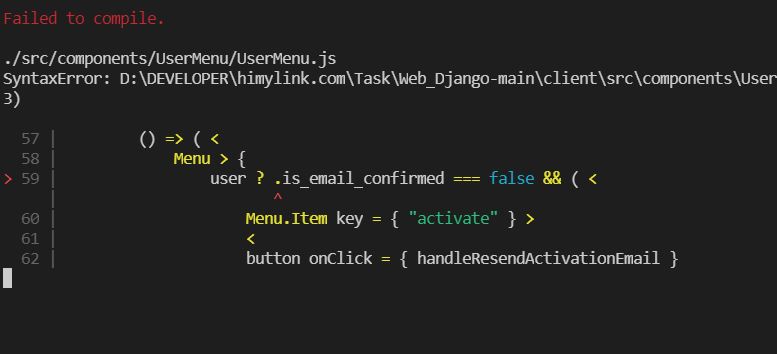 Failed to compile.
./src/components/UserMenu/UserMenu.js
SyntaxError: D:\DEVELOPER\himylink.com\Task\Web_Django-main\client\src\components\User
3)
57 | () => ( <
58 | Menu > {
> 59 | user ? .is_email_confirmed === false && ( <
| ^
60 | Menu.Item key = { "activate" } >
61 | <
62 | button onClick = { handleResendActivationEmail }